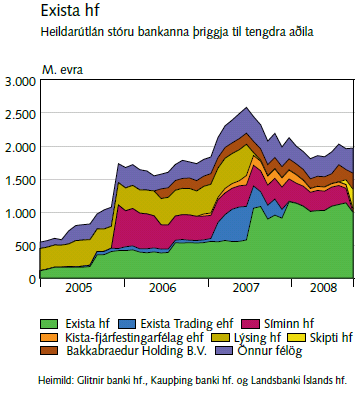 Exista hf
Heildarútlán stóru bankanna þriggja til tengdra aðila
M. evra
3.000
2.500
2.000
1.500
1.000
500
0
2005 2006 2007 2008
Exista hf Exista Trading ehf Síminn hf
Kista-fjárfestingarfélag ehf Lýsing hf Skipti hf
Bakkabraedur Holding B.V. Önnur félög
Heimild: Glitnir banki hf., Kaupþing banki hf. og Landsbanki Íslands hf.